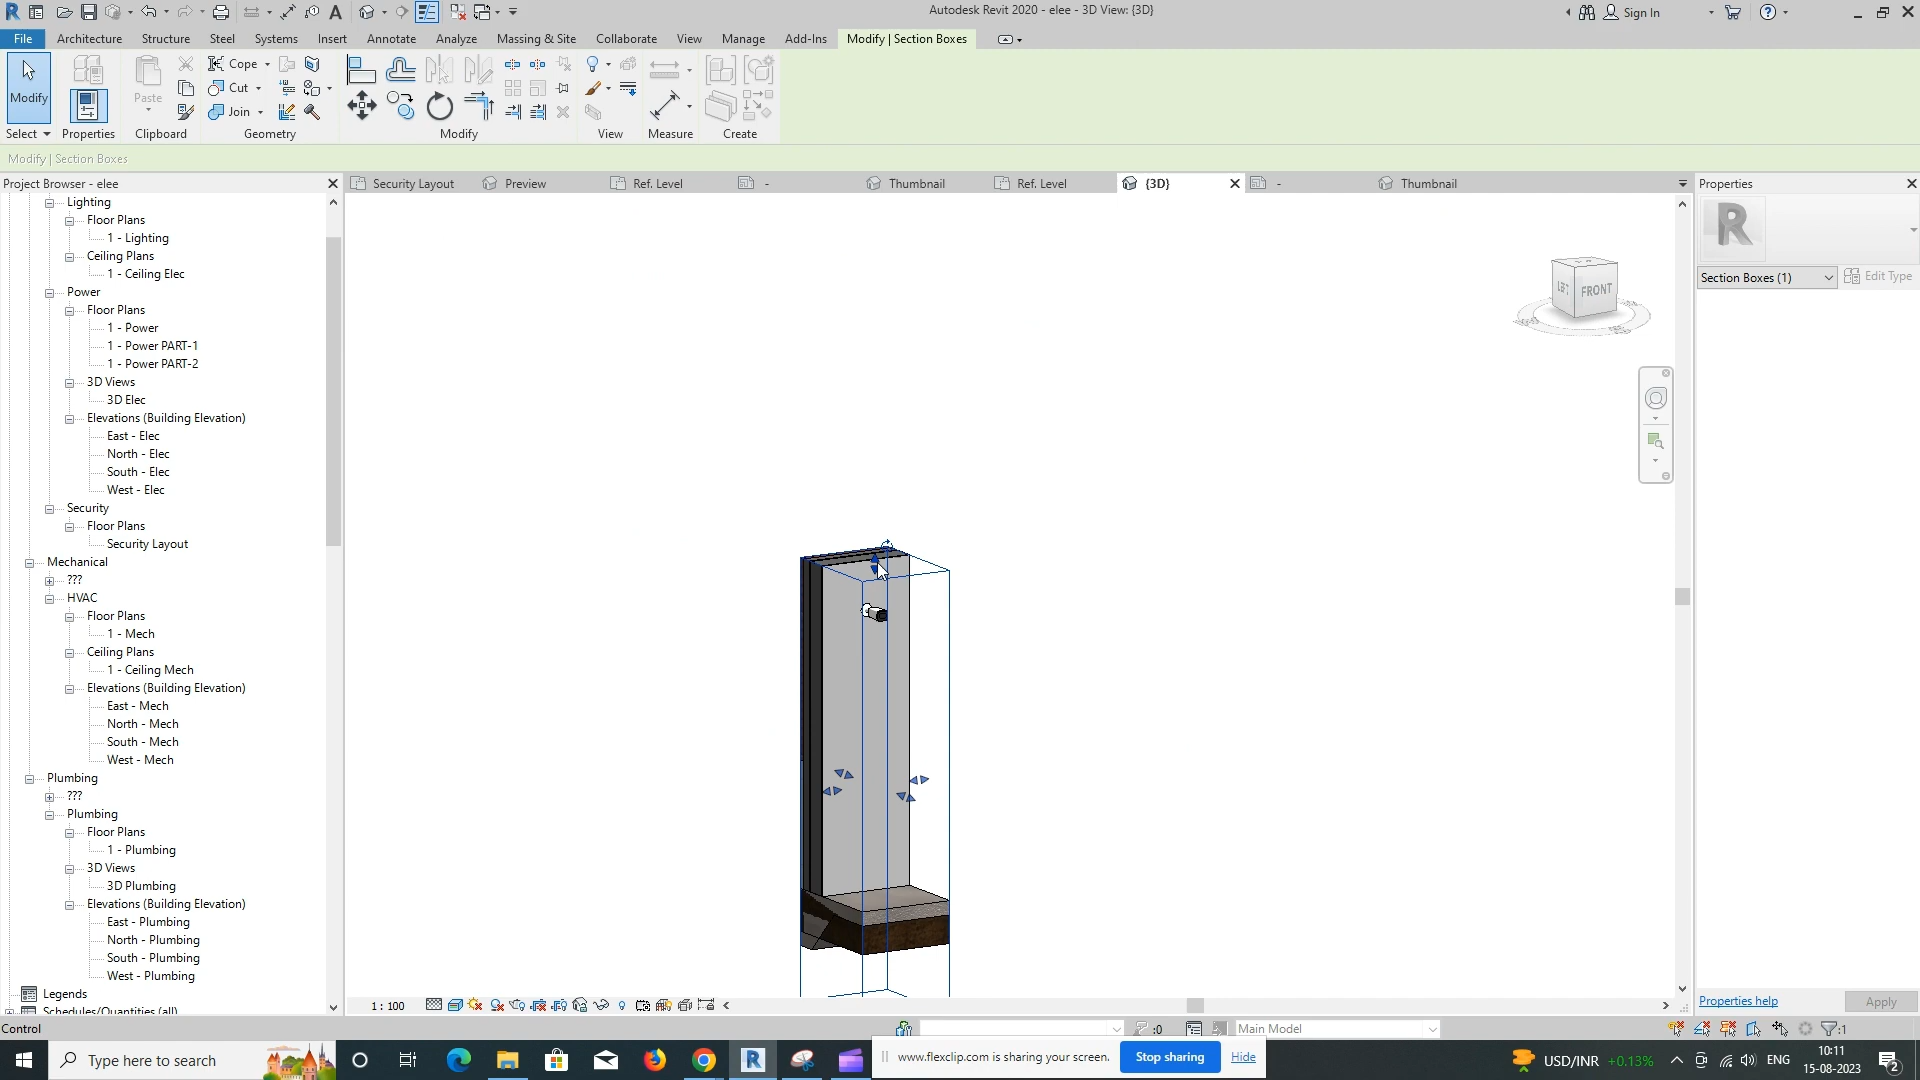 Autodesk Revit 2020 - elee - 3D View: {3D}
Sign In
File Architecture Structure Steel Systems Insert Annotate Analyze Massing & Site Collaborate View Manage Add-Ins Modify | Section Boxes
Modify
Paste
Cope
Cut
Join
Select Properties Clipboard Geometry Modify View Measure Create
Modify | Section Boxes
Project Browser - elee
Security Layout Preview Ref. Level - Thumbnail Ref. Level {3D} - Thumbnail
Properties
Section Boxes (1)
Edit Type
Lighting
Floor Plans
1 - Lighting
Ceiling Plans
1 - Ceiling Elec
Power
Floor Plans
1 - Power
1 - Power PART-1
1 - Power PART-2
3D Views
3D Elec
Elevations (Building Elevation)
East - Elec
North - Elec
South - Elec
West - Elec
Security
Floor Plans
Security Layout
Mechanical
???
HVAC
Floor Plans
1 - Mech
Ceiling Plans
1 - Ceiling Mech
Elevations (Building Elevation)
East - Mech
North - Mech
South - Mech
West - Mech
Plumbing
???
Plumbing
Floor Plans
1 - Plumbing
3D Views
3D Plumbing
Elevations (Building Elevation)
East - Plumbing
North - Plumbing
South - Plumbing
West - Plumbing
Legends
Schedules/Quantities (all)
LEFT FRONT
1 : 100
Properties help
Apply
Control
:0
Main Model
:1
Type here to search
www.flexclip.com is sharing your screen.
Stop sharing
Hide
USD/INR +0.13%
ENG
10:11
15-08-2023
2